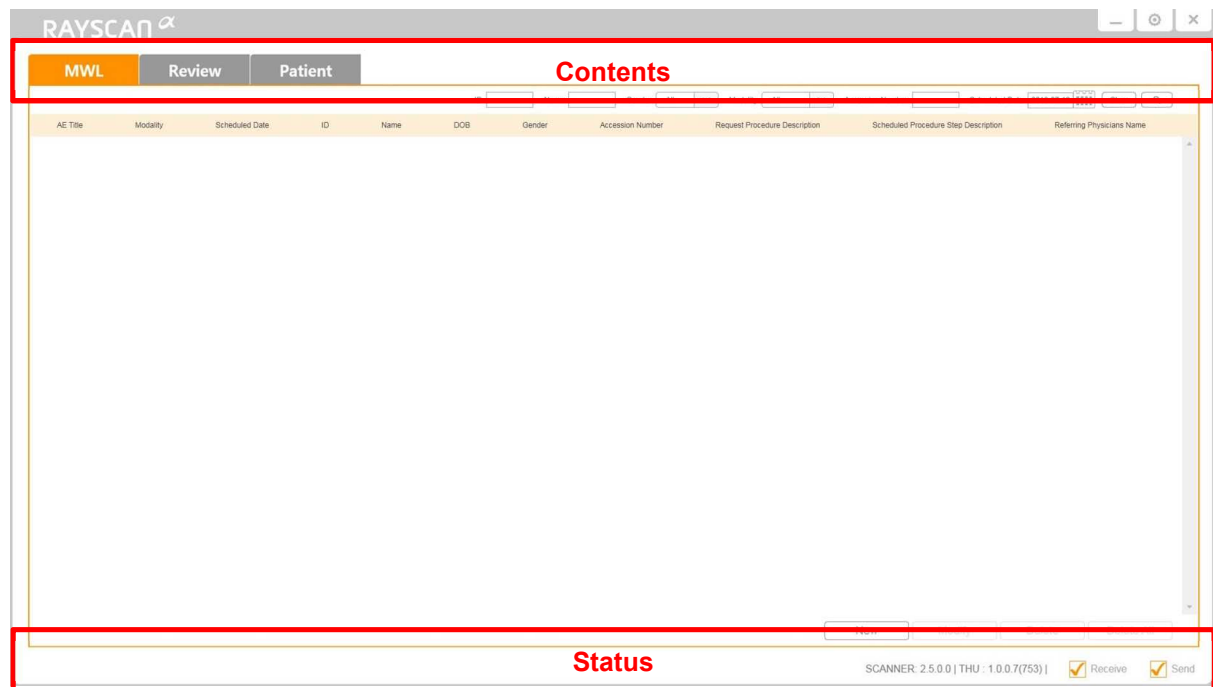 RAYSCAN α
MWL Review Patient
Contents
AE Title Modality Scheduled Date ID Name DOB Gender Accession Number Request Procedure Description Scheduled Procedure Step Description Referring Physicians Name
Status
SCANNER: 2.5.0.0 | THU : 1.0.0.7(753) | Receive Send